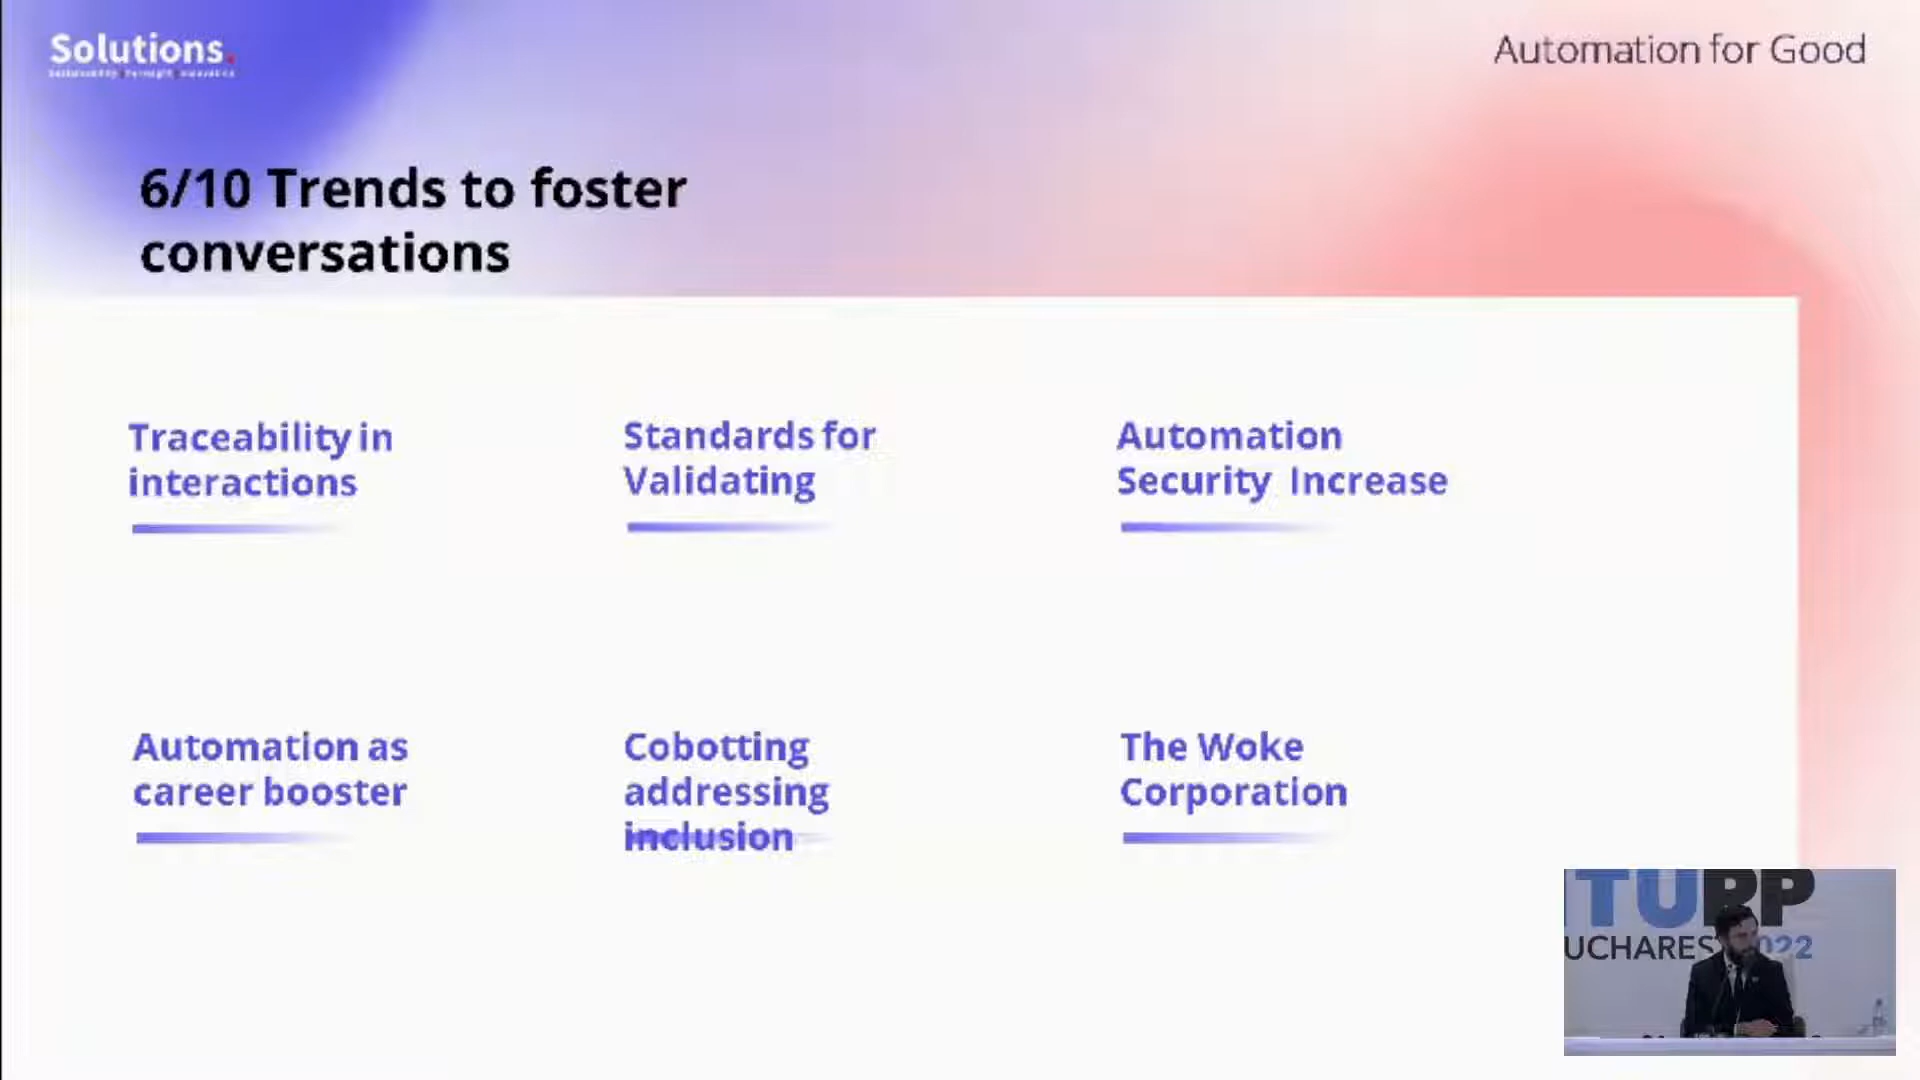 Solutions.
Automation for Good
6/10 Trends to foster
conversations
Traceability in
interactions
Standards for
Validating
Automation
Security Increase
Automation as
career booster
Cobotting
addressing
inclusion
The Woke
Corporation
TUPP
UCHAREST 2022